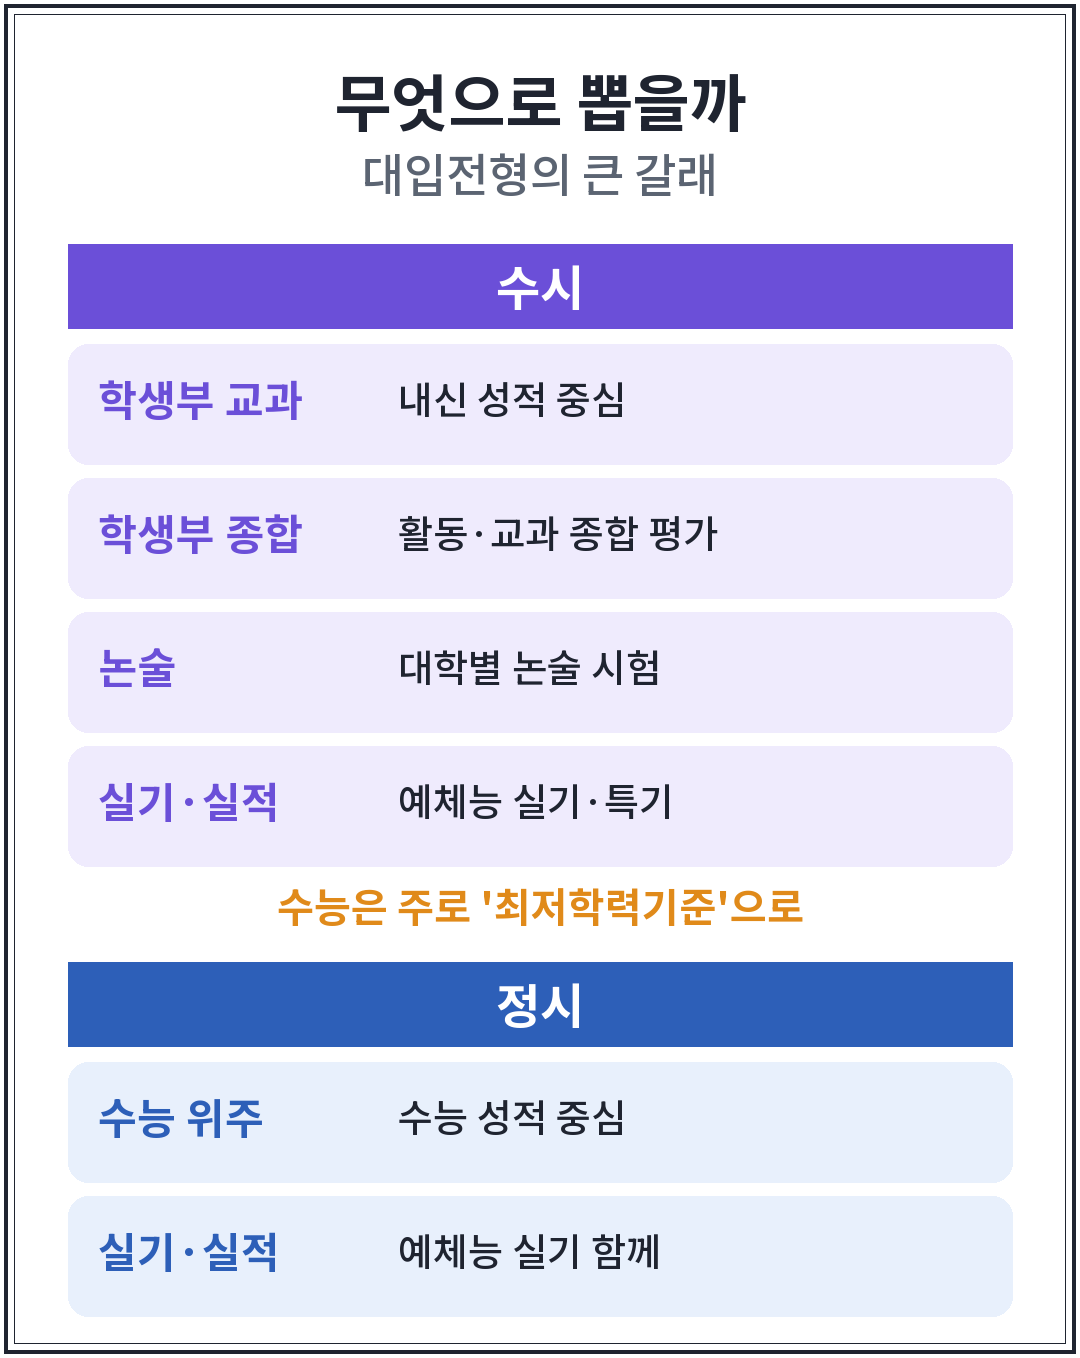 무엇으로 뽑을까
대입전형의 큰 갈래
수시
학생부 교과 내신 성적 중심
학생부 종합 활동·교과 종합 평가
논술 대학별 논술 시험
실기·실적 예체능 실기·특기
수능은 주로 '최저학력기준'으로
정시
수능 위주 수능 성적 중심
실기·실적 예체능 실기 함께